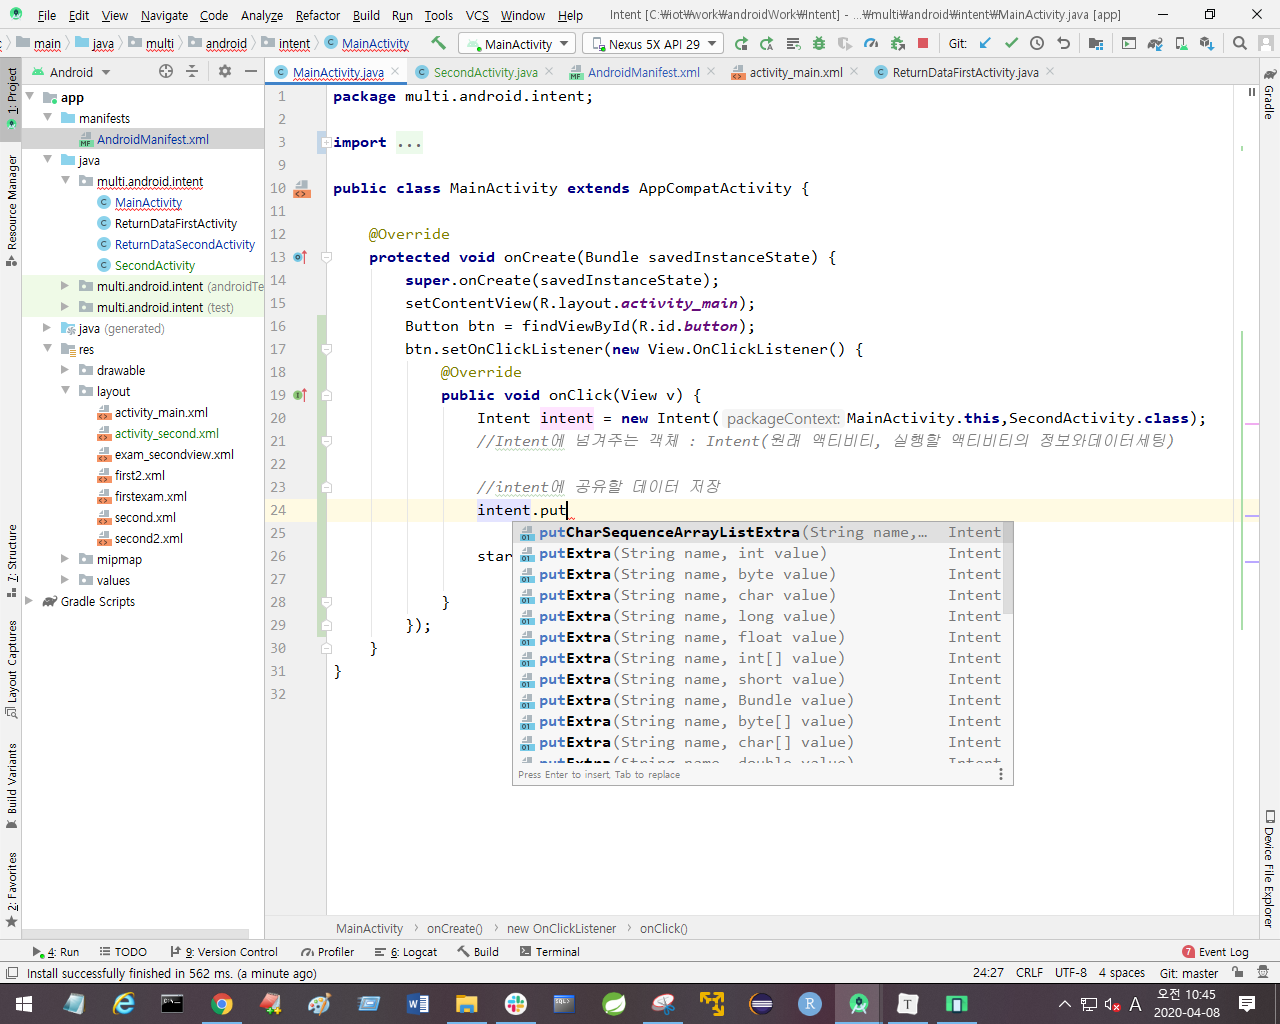 File Edit View Navigate Code Analyze Refactor Build Run Tools VCS Window Help Intent [C:₩iot₩work₩androidWork₩Intent] - ...₩multi₩android₩intent₩MainActivity.java [app]
main java multi android intent MainActivity MainActivity Nexus 5X API 29 Git:
Android MainActivity.java SecondActivity.java AndroidManifest.xml activity_main.xml ReturnDataFirstActivity.java
1: Project
Resource Manager
7: Structure
Layout Captures
Build Variants
2: Favorites
app
manifests
AndroidManifest.xml
java
multi.android.intent
MainActivity
ReturnDataFirstActivity
ReturnDataSecondActivity
SecondActivity
multi.android.intent (androidTe
multi.android.intent (test)
java (generated)
res
drawable
layout
activity_main.xml
activity_second.xml
exam_secondview.xml
first2.xml
firstexam.xml
second.xml
second2.xml
mipmap
values
Gradle Scripts
1 package multi.android.intent;
2
3 import ...
9
10 public class MainActivity extends AppCompatActivity {
11
12 @Override
13 protected void onCreate(Bundle savedInstanceState) {
14 super.onCreate(savedInstanceState);
15 setContentView(R.layout.activity_main);
16 Button btn = findViewById(R.id.button);
17 btn.setOnClickListener(new View.OnClickListener() {
18 @Override
19 public void onClick(View v) {
20 Intent intent = new Intent( packageContext: MainActivity.this,SecondActivity.class);
21 //Intent에 넘겨주는 객체 : Intent(원래 액티비티, 실행할 액티비티의 정보와데이터세팅)
22
23 //intent에 공유할 데이터 저장
24 intent.put
25
26 star
27
28 }
29 });
30 }
31 }
32
putCharSequenceArrayListExtra(String name,... Intent
putExtra(String name, int value) Intent
putExtra(String name, byte value) Intent
putExtra(String name, char value) Intent
putExtra(String name, long value) Intent
putExtra(String name, float value) Intent
putExtra(String name, int[] value) Intent
putExtra(String name, short value) Intent
putExtra(String name, Bundle value) Intent
putExtra(String name, byte[] value) Intent
putExtra(String name, char[] value) Intent
putExtra(String name, double value) Intent
Press Enter to insert, Tab to replace
Gradle
Device File Explorer
MainActivity onCreate() new OnClickListener onClick()
4: Run TODO 9: Version Control Profiler 6: Logcat Build Terminal 7 Event Log
Install successfully finished in 562 ms. (a minute ago) 24:27 CRLF UTF-8 4 spaces Git: master
A 오전 10:45
2020-04-08